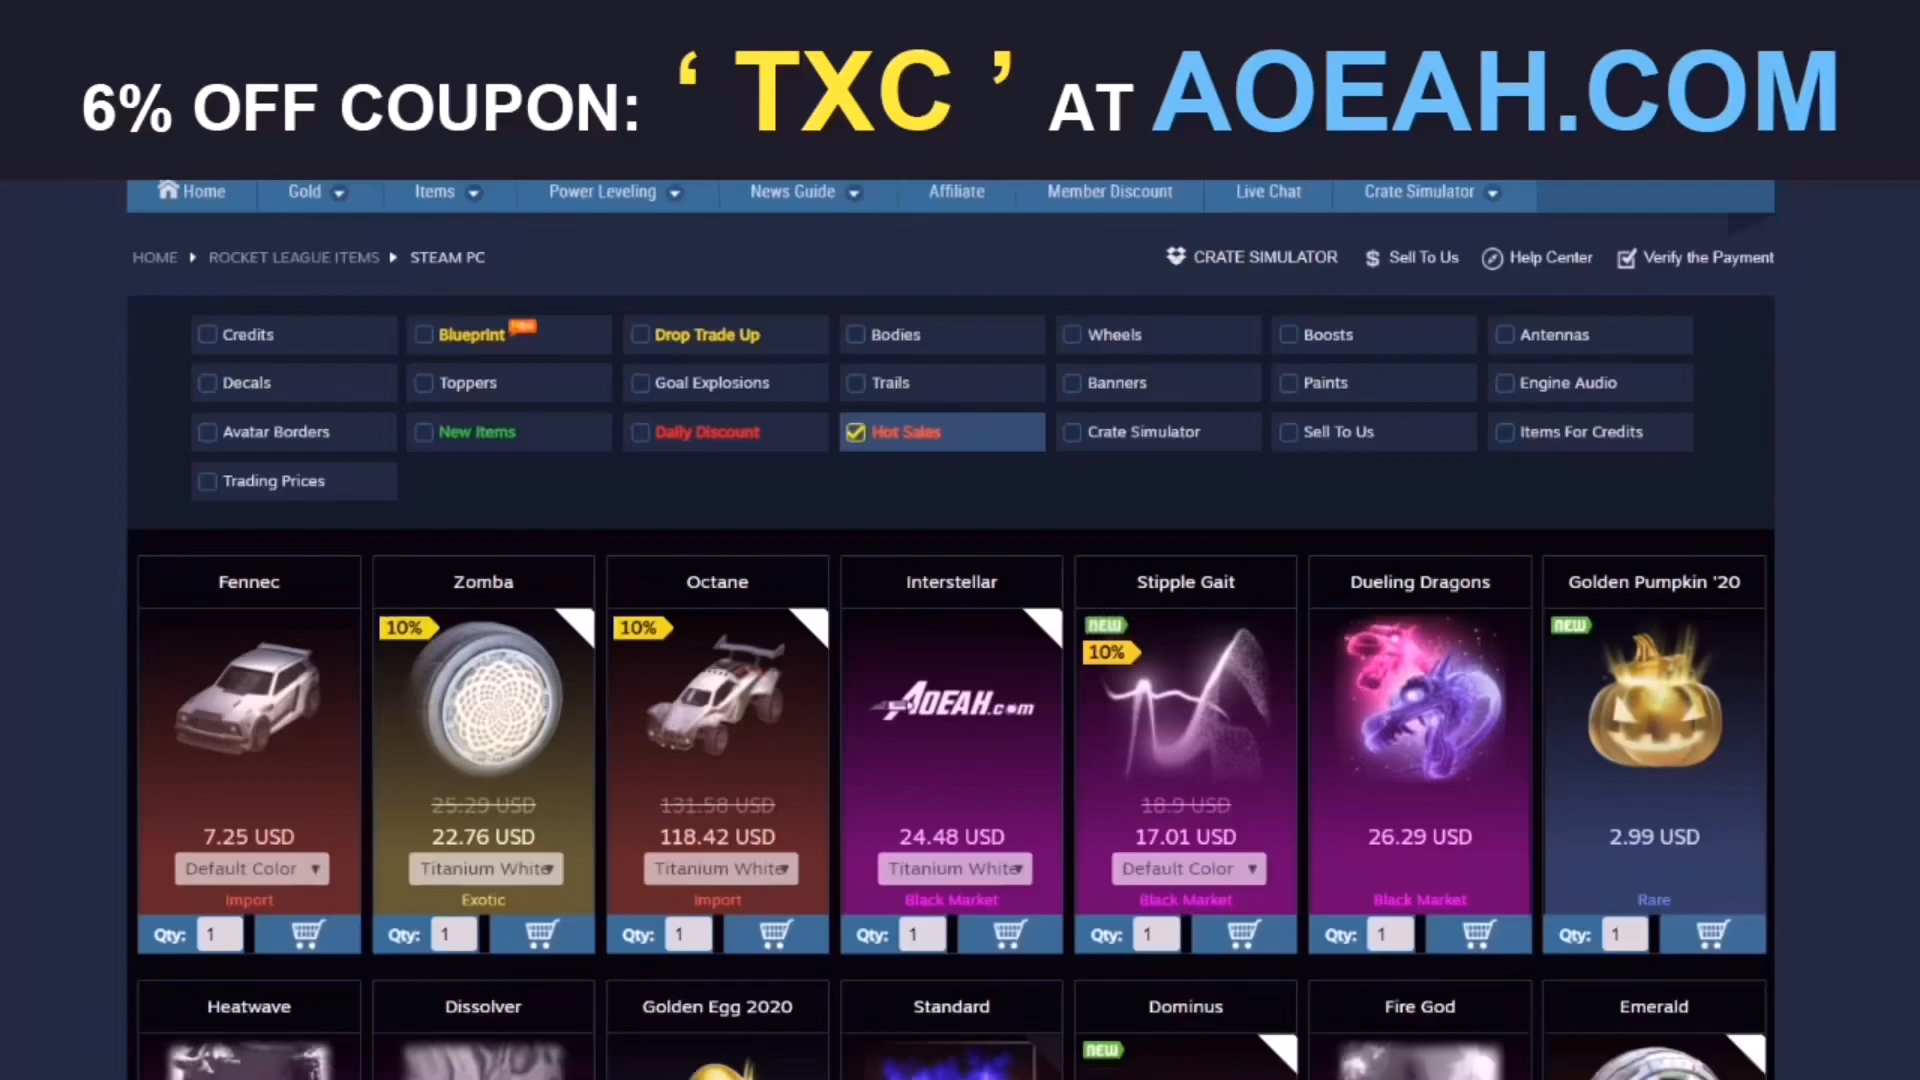 6% OFF COUPON: ‘ TXC ’ AT AOEAH.COM
Home Gold Items Power Leveling News Guide Affiliate Member Discount Live Chat Crate Simulator
HOME ROCKET LEAGUE ITEMS STEAM PC CRATE SIMULATOR $ Sell To Us Help Center Verify the Payment
Credits Blueprint Drop Trade Up Bodies Wheels Boosts Antennas
Decals Toppers Goal Explosions Trails Banners Paints Engine Audio
Avatar Borders New Items Daily Discount Hot Sales Crate Simulator Sell To Us Items For Credits
Trading Prices
Fennec Zomba Octane Interstellar Stipple Gait Dueling Dragons Golden Pumpkin '20
10% 10% NEW NEW
10%
AOEAH.com
25.29 USD 131.58 USD 18.9 USD
7.25 USD 22.76 USD 118.42 USD 24.48 USD 17.01 USD 26.29 USD 2.99 USD
Default Color Titanium White Titanium White Titanium White Default Color
Import Exotic Import Black Market Black Market Black Market Rare
Qty: 1 Qty: 1 Qty: 1 Qty: 1 Qty: 1 Qty: 1 Qty: 1
Heatwave Dissolver Golden Egg 2020 Standard Dominus Fire God Emerald
NEW